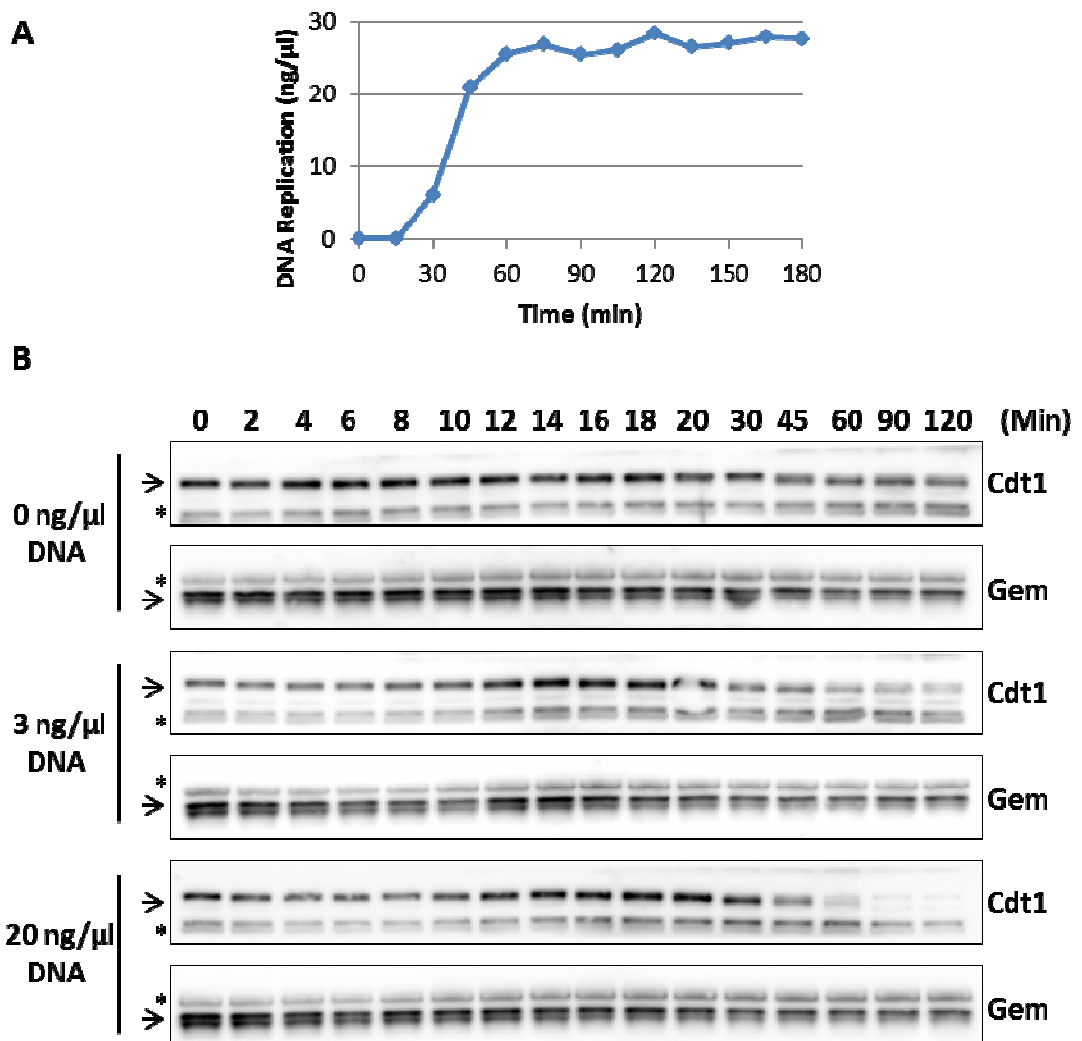 A
DNA Replication (ng/µl)
30
20
10
0
0 30 60 90 120 150 180
Time (min)
B
0 2 4 6 8 10 12 14 16 18 20 30 45 60 90 120 (Min)
0 ng/µl
DNA
* Cdt1
* Gem
3 ng/µl
DNA
* Cdt1
* Gem
20 ng/µl
DNA
* Cdt1
* Gem